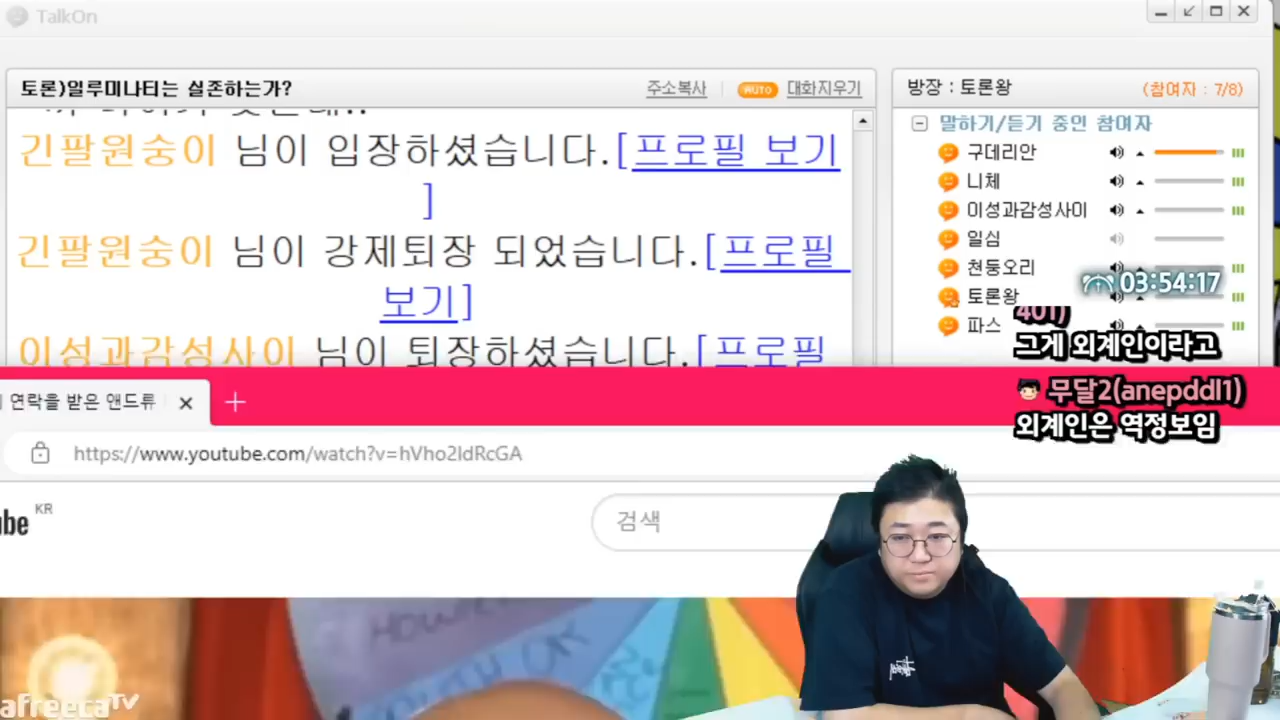 TalkOn
토론)일루미나티는 실존하는가?
주소복사
AUTO
대화지우기
긴팔원숭이 님이 입장하셨습니다.[프로필 보기
]
긴팔원숭이 님이 강제퇴장 되었습니다.[프로필
보기]
이성과감성사이 님이 퇴장하셨습니다.[프로필
방장 : 토론왕
(참여자 : 7/8)
말하기/듣기 중인 참여자
구데리안
니체
이성과감성사이
일심
천둥오리
토론왕
파스
03:54:17
401)
그게 외계인이라고
무달2(anepddl1)
외계인은 역정보임
연락을 받은 앤드류
https://www.youtube.com/watch?v=hVho2ldRcGA
be KR
검색
afreecaTV